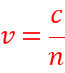 v = c/n